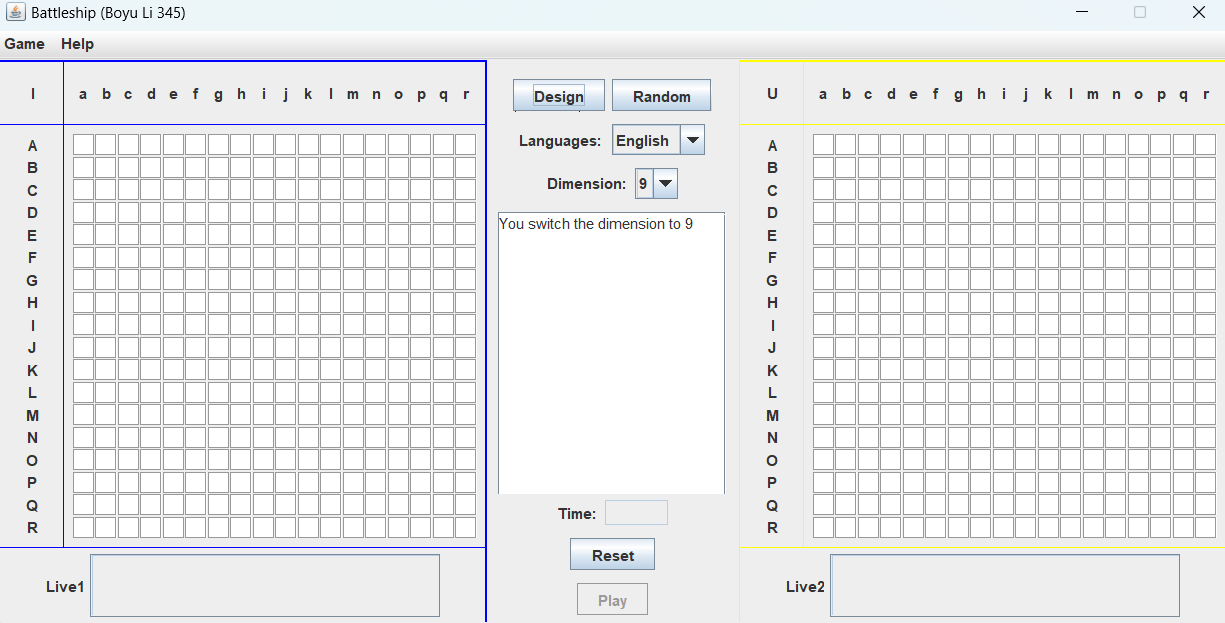 Battleship (Boyu Li 345)
Game Help
I a b c d e f g h i j k l m n o p q r
A
B
C
D
E
F
G
H
I
J
K
L
M
N
O
P
Q
R
Live1
Design Random
Languages: English
Dimension: 9
You switch the dimension to 9
Time:
Reset
Play
U a b c d e f g h i j k l m n o p q r
A
B
C
D
E
F
G
H
I
J
K
L
M
N
O
P
Q
R
Live2